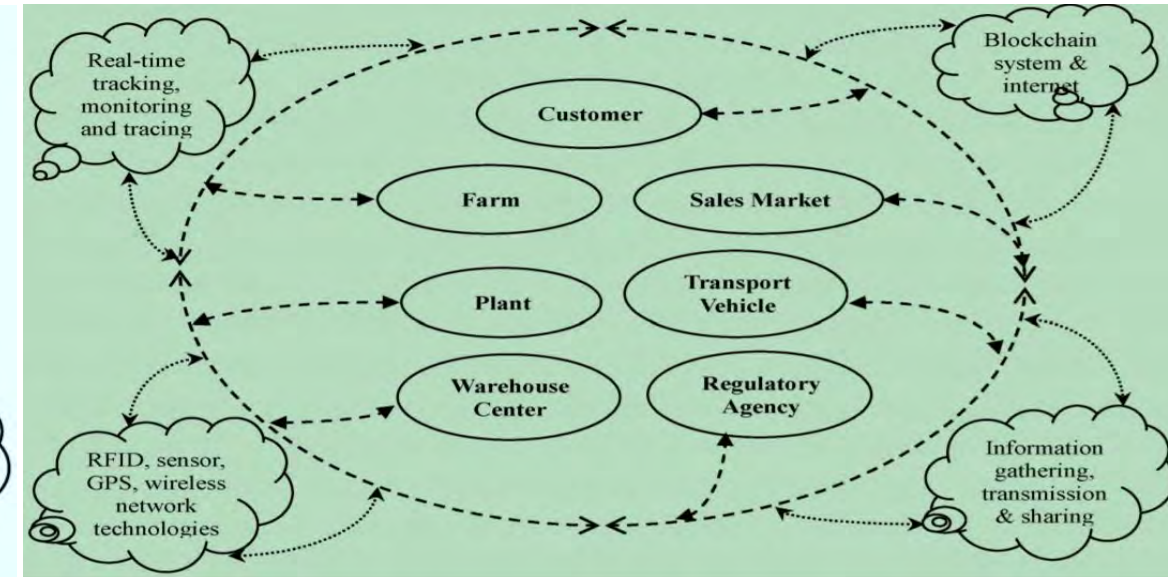 Real-time
tracking,
monitoring
and tracing
Blockchain
system &
internet
Customer
Farm
Sales Market
Plant
Transport
Vehicle
Warehouse
Center
Regulatory
Agency
RFID, sensor,
GPS, wireless
network
technologies
Information
gathering,
transmission
& sharing